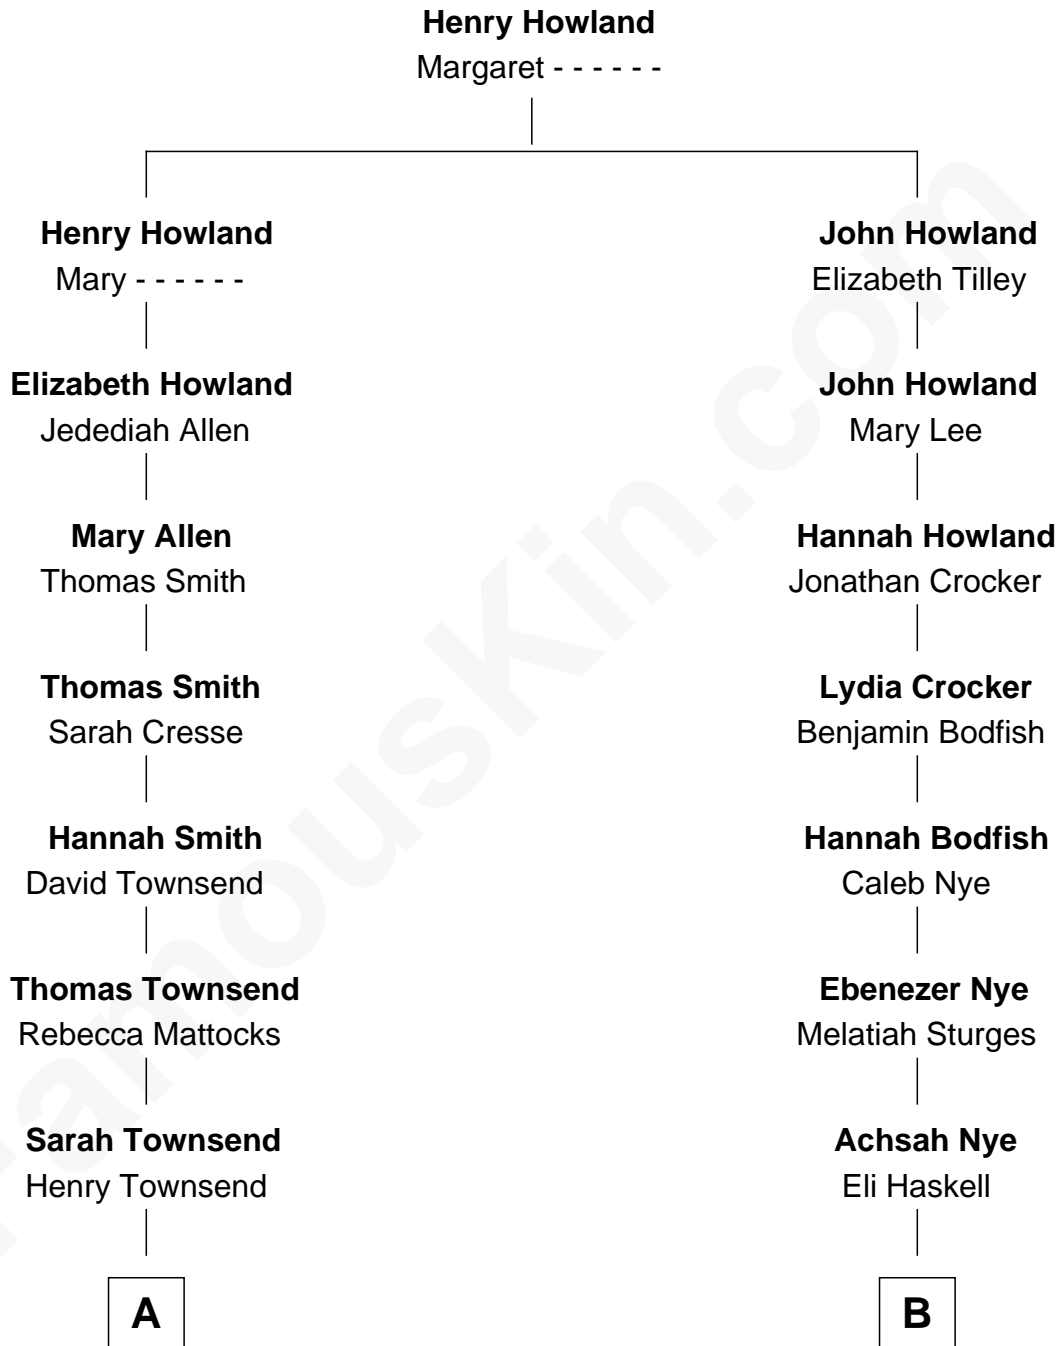 Henry Howland
Margaret - - - - - -
Henry Howland
Mary - - - - - -
John Howland
Elizabeth Tilley
Elizabeth Howland
Jedediah Allen
John Howland
Mary Lee
Mary Allen
Thomas Smith
Hannah Howland
Jonathan Crocker
Thomas Smith
Sarah Cresse
Lydia Crocker
Benjamin Bodfish
Hannah Smith
David Townsend
Hannah Bodfish
Caleb Nye
Thomas Townsend
Rebecca Mattocks
Ebenezer Nye
Melatiah Sturges
Sarah Townsend
Henry Townsend
Achsah Nye
Eli Haskell
A
B
FamousKin.com